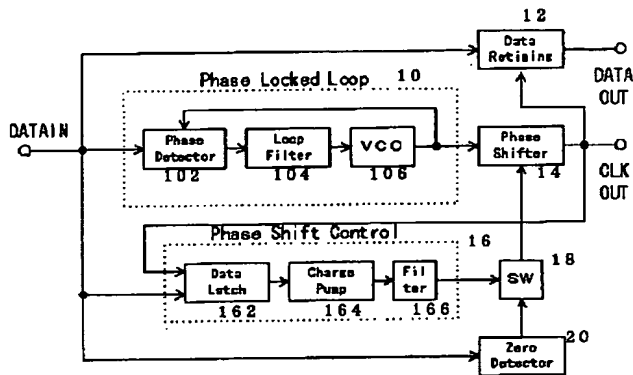 12
Data
Retiming
DATA
OUT
Phase Locked Loop 10
DATAIN
Phase
Detector
102
Loop
Filter
104
VCO
106
Phase
Shifter
14
CLK
OUT
Phase Shift Control
16
Data
Latch
162
Charge
Pump
164
Fil
ter
166
SW
18
20
Zero
Detector